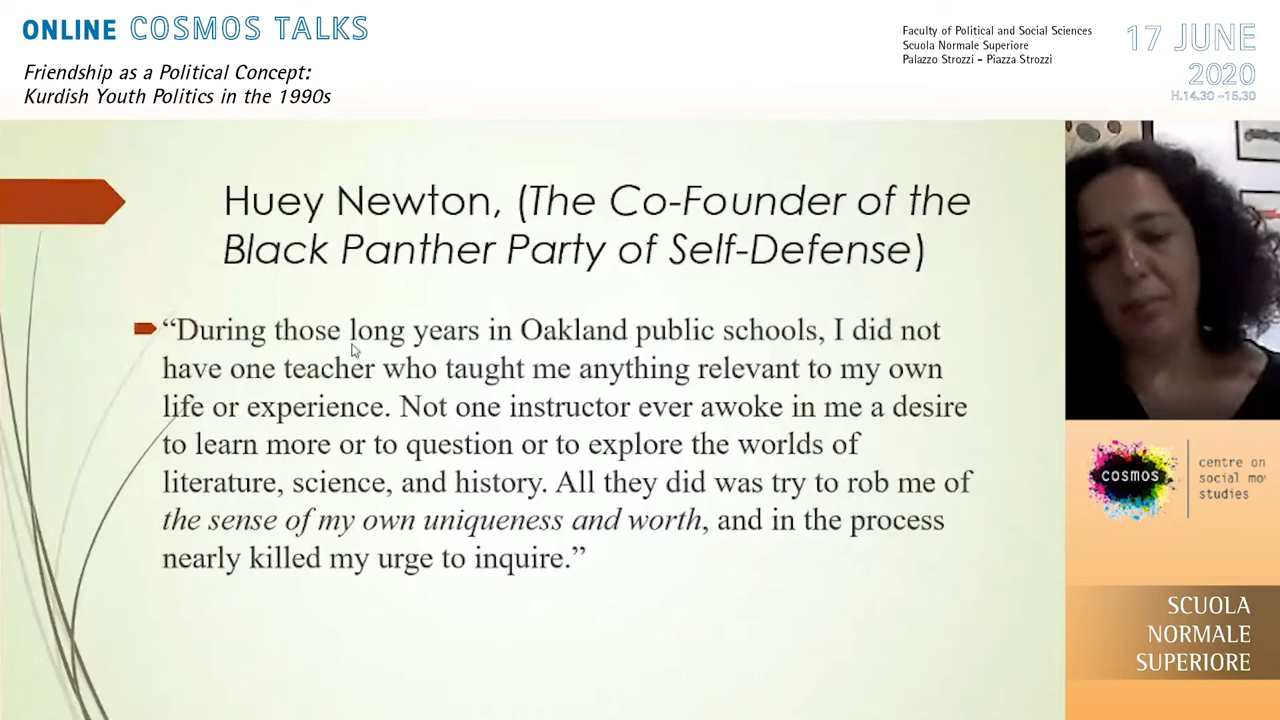 ONLINE COSMOS TALKS
Friendship as a Political Concept:
Kurdish Youth Politics in the 1990s
Faculty of Political and Social Sciences
Scuola Normale Superiore
Palazzo Strozzi - Piazza Strozzi
17 JUNE
2020
H.14.30 -15.30
Huey Newton, (The Co-Founder of the
Black Panther Party of Self-Defense)
“During those long years in Oakland public schools, I did not
have one teacher who taught me anything relevant to my own
life or experience. Not one instructor ever awoke in me a desire
to learn more or to question or to explore the worlds of
literature, science, and history. All they did was try to rob me of
the sense of my own uniqueness and worth, and in the process
nearly killed my urge to inquire.”
cosmos
centre on
social mo
studies
SCUOLA
NORMALE
SUPERIORE